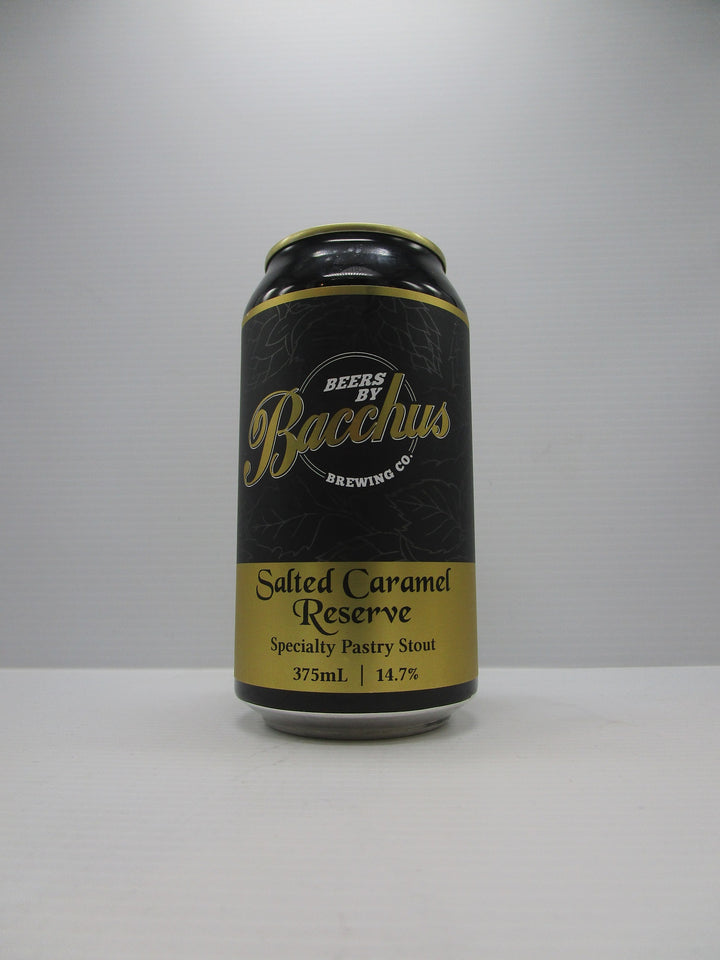 BEERS
BY
Bacchus
BREWING CO.
Salted Caramel
Reserve
Specialty Pastry Stout
375mL | 14.7%